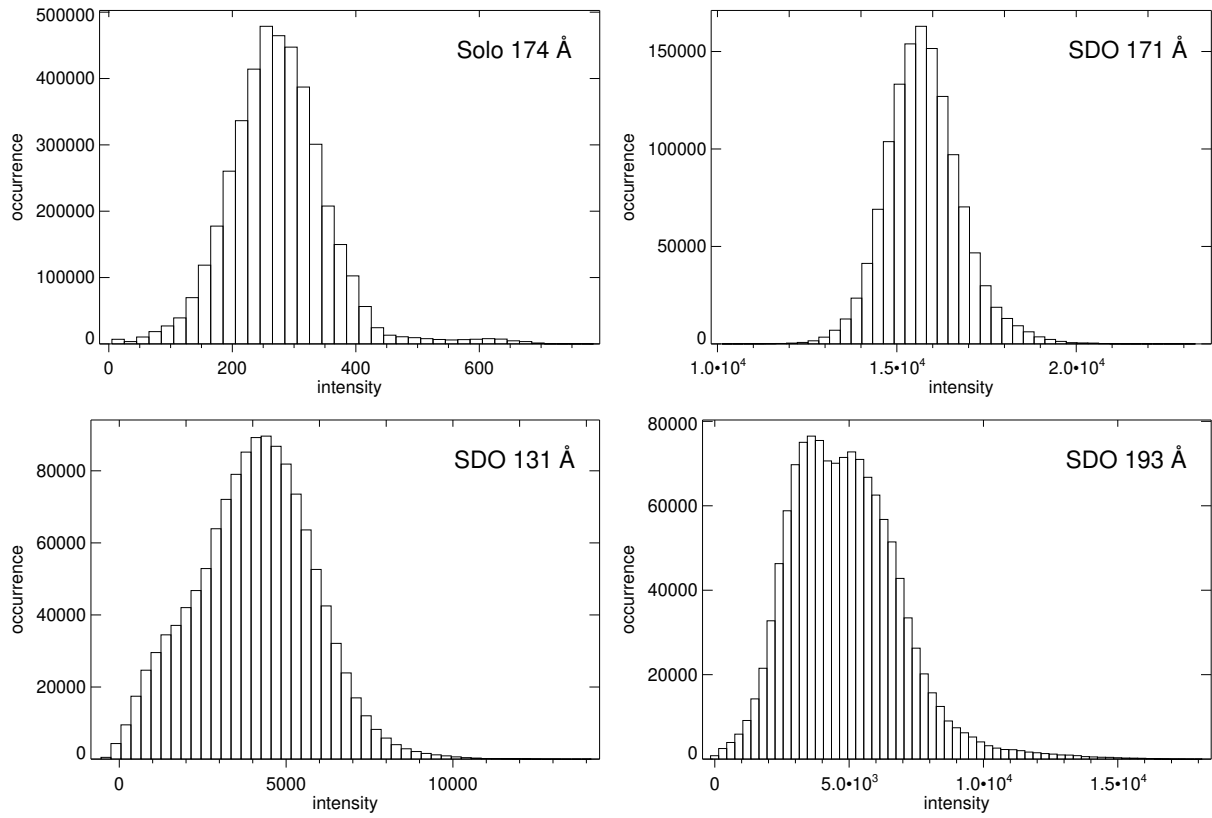 Solo 174 Å
occurrence
500000
400000
300000
200000
100000
0
0 200 400 600
intensity
SDO 171 Å
occurrence
150000
100000
50000
0
1.0•10⁴ 1.5•10⁴ 2.0•10⁴
intensity
SDO 131 Å
occurrence
80000
60000
40000
20000
0
0 5000 10000
intensity
SDO 193 Å
occurrence
80000
60000
40000
20000
0
0 5.0•10³ 1.0•10⁴ 1.5•10⁴
intensity